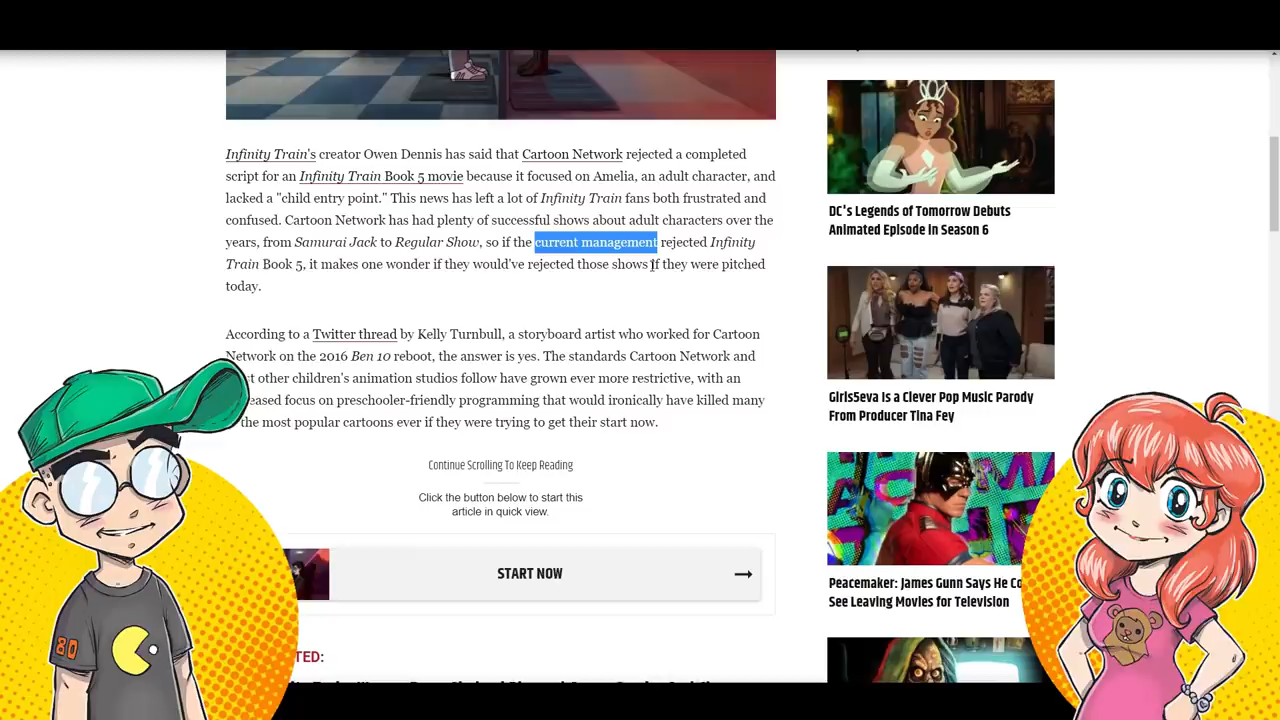 Infinity Train's creator Owen Dennis has said that Cartoon Network rejected a completed
script for an Infinity Train Book 5 movie because it focused on Amelia, an adult character, and
lacked a "child entry point." This news has left a lot of Infinity Train fans both frustrated and
confused. Cartoon Network has had plenty of successful shows about adult characters over the
years, from Samurai Jack to Regular Show, so if the current management rejected Infinity
Train Book 5, it makes one wonder if they would've rejected those shows if they were pitched
today.
According to a Twitter thread by Kelly Turnbull, a storyboard artist who worked for Cartoon
Network on the 2016 Ben 10 reboot, the answer is yes. The standards Cartoon Network and
other children's animation studios follow have grown ever more restrictive, with an
focus on preschooler-friendly programming that would ironically have killed many
the most popular cartoons ever if they were trying to get their start now.
Continue Scrolling To Keep Reading
Click the button below to start this
article in quick view.
START NOW
DC's Legends of Tomorrow Debuts
Animated Episode in Season 6
Girls5eva Is a Clever Pop Music Parody
From Producer Tina Fey
Peacemaker: James Gunn Says He
See Leaving Movies for Television
80